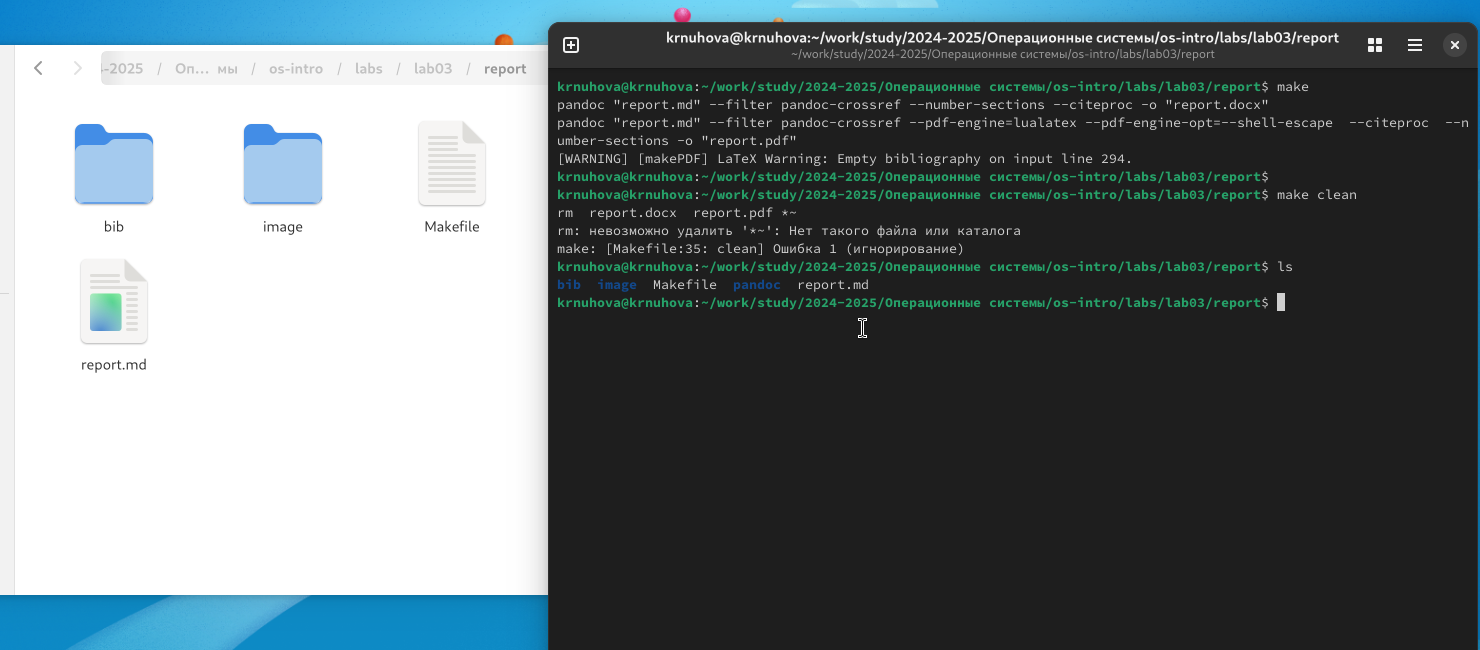 -2025 / Оп... мы / os-intro / labs / lab03 / report
bib
image
Makefile
report.md
krnuhova@krnuhova:~/work/study/2024-2025/Операционные системы/os-intro/labs/lab03/report
~/work/study/2024-2025/Операционные системы/os-intro/labs/lab03/report
krnuhova@krnuhova:~/work/study/2024-2025/Операционные системы/os-intro/labs/lab03/report$ make
pandoc "report.md" --filter pandoc-crossref --number-sections --citeproc -o "report.docx"
pandoc "report.md" --filter pandoc-crossref --pdf-engine=lualatex --pdf-engine-opt=--shell-escape  --citeproc  --n
umber-sections -o "report.pdf"
[WARNING] [makePDF] LaTeX Warning: Empty bibliography on input line 294.
krnuhova@krnuhova:~/work/study/2024-2025/Операционные системы/os-intro/labs/lab03/report$
krnuhova@krnuhova:~/work/study/2024-2025/Операционные системы/os-intro/labs/lab03/report$ make clean
rm  report.docx  report.pdf *~
rm: невозможно удалить '*~': Нет такого файла или каталога
make: [Makefile:35: clean] Ошибка 1 (игнорирование)
krnuhova@krnuhova:~/work/study/2024-2025/Операционные системы/os-intro/labs/lab03/report$ ls
bib  image  Makefile  pandoc  report.md
krnuhova@krnuhova:~/work/study/2024-2025/Операционные системы/os-intro/labs/lab03/report$